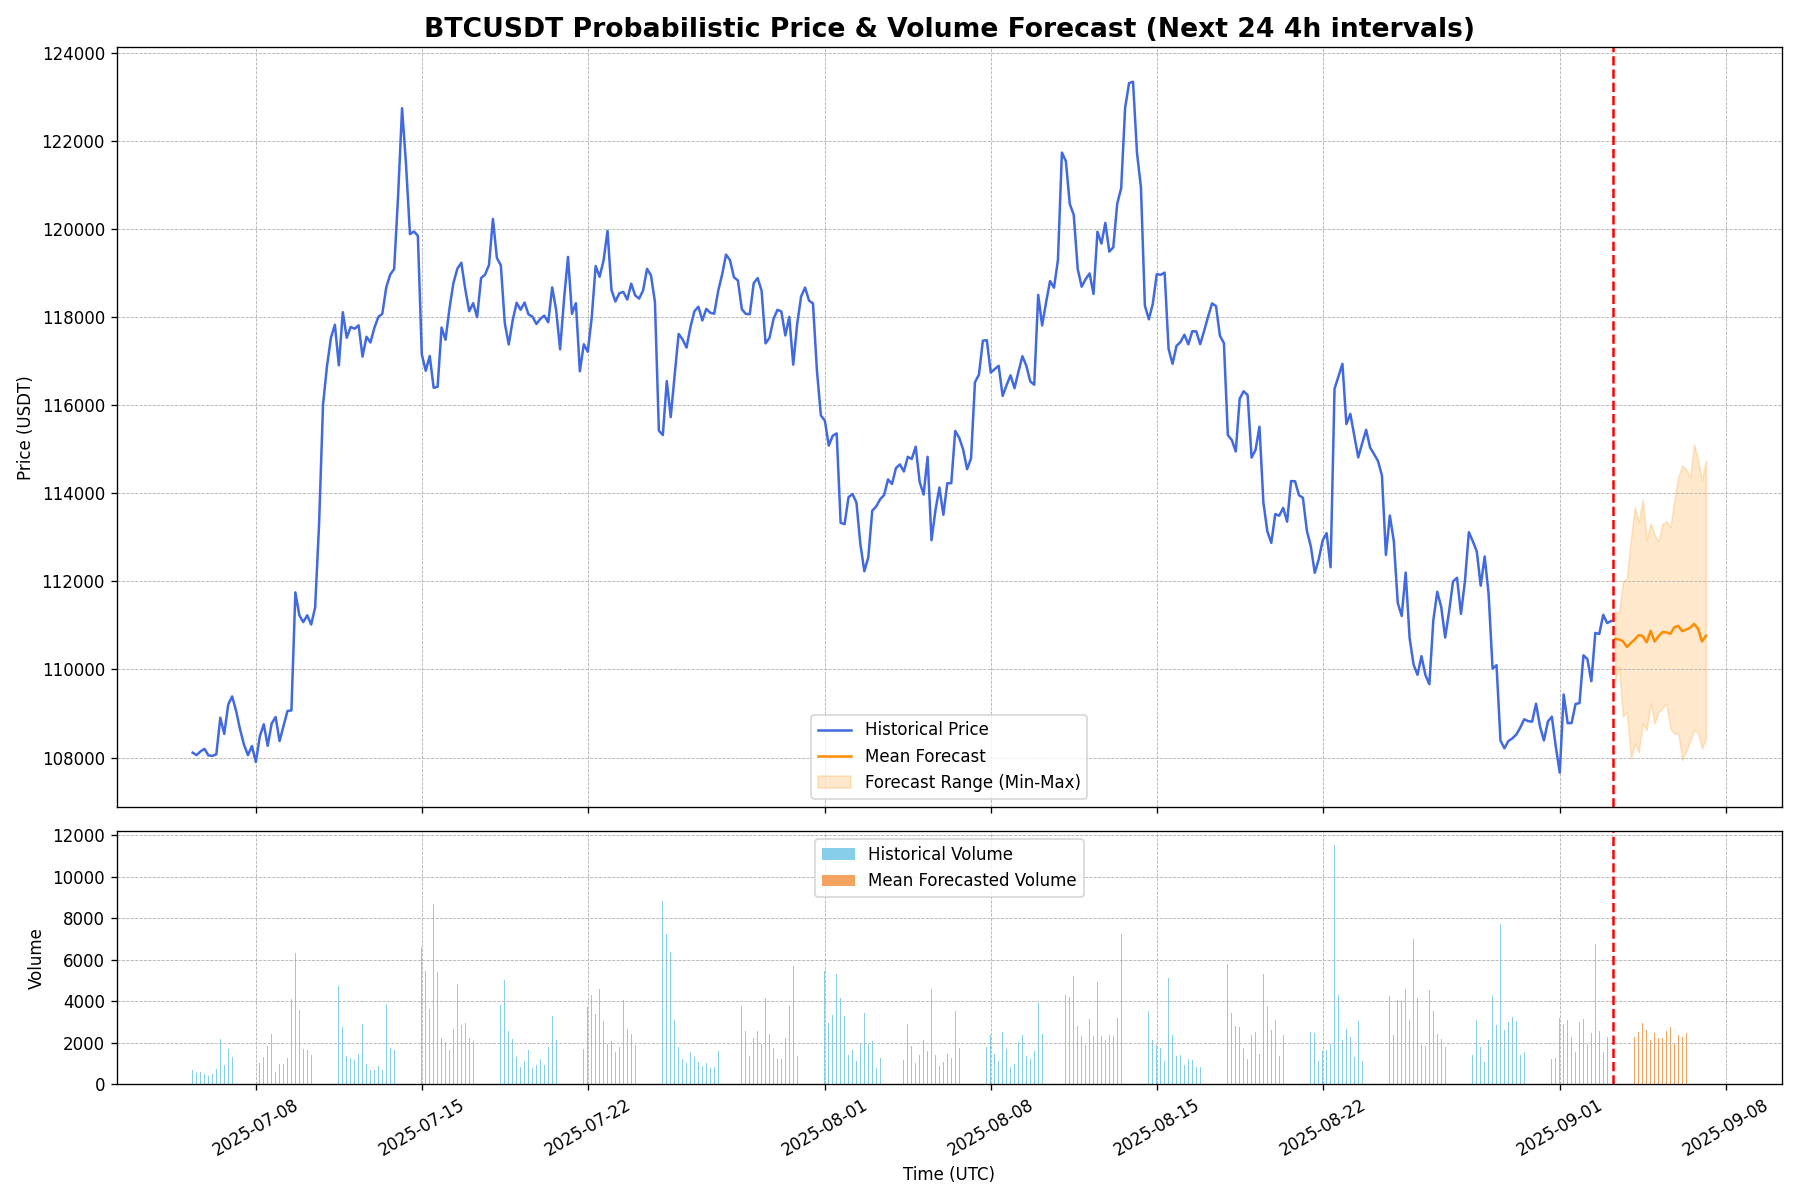 BTCUSDT Probabilistic Price & Volume Forecast (Next 24 4h intervals)
124000
122000
120000
118000
116000
114000
112000
110000
108000
Price (USDT)
Historical Price
Mean Forecast
Forecast Range (Min-Max)
12000
10000
8000
6000
4000
2000
0
Volume
Historical Volume
Mean Forecasted Volume
2025-07-08
2025-07-15
2025-07-22
2025-08-01
2025-08-08
2025-08-15
2025-08-22
2025-09-01
2025-09-08
Time (UTC)